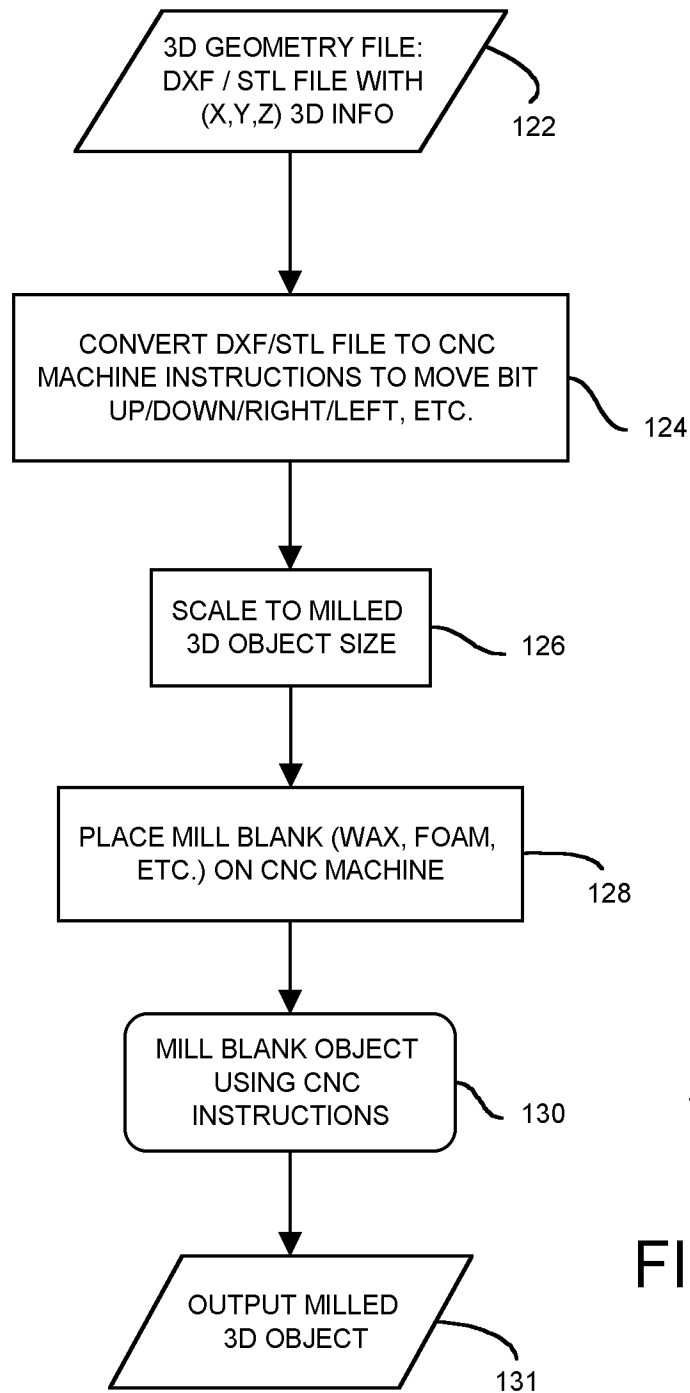 3D GEOMETRY FILE:
DXF / STL FILE WITH
(X,Y,Z) 3D INFO
122
CONVERT DXF/STL FILE TO CNC
MACHINE INSTRUCTIONS TO MOVE BIT
UP/DOWN/RIGHT/LEFT, ETC.
124
SCALE TO MILLED
3D OBJECT SIZE
126
PLACE MILL BLANK (WAX, FOAM,
ETC.) ON CNC MACHINE
128
MILL BLANK OBJECT
USING CNC
INSTRUCTIONS
130
FI
OUTPUT MILLED
3D OBJECT
131